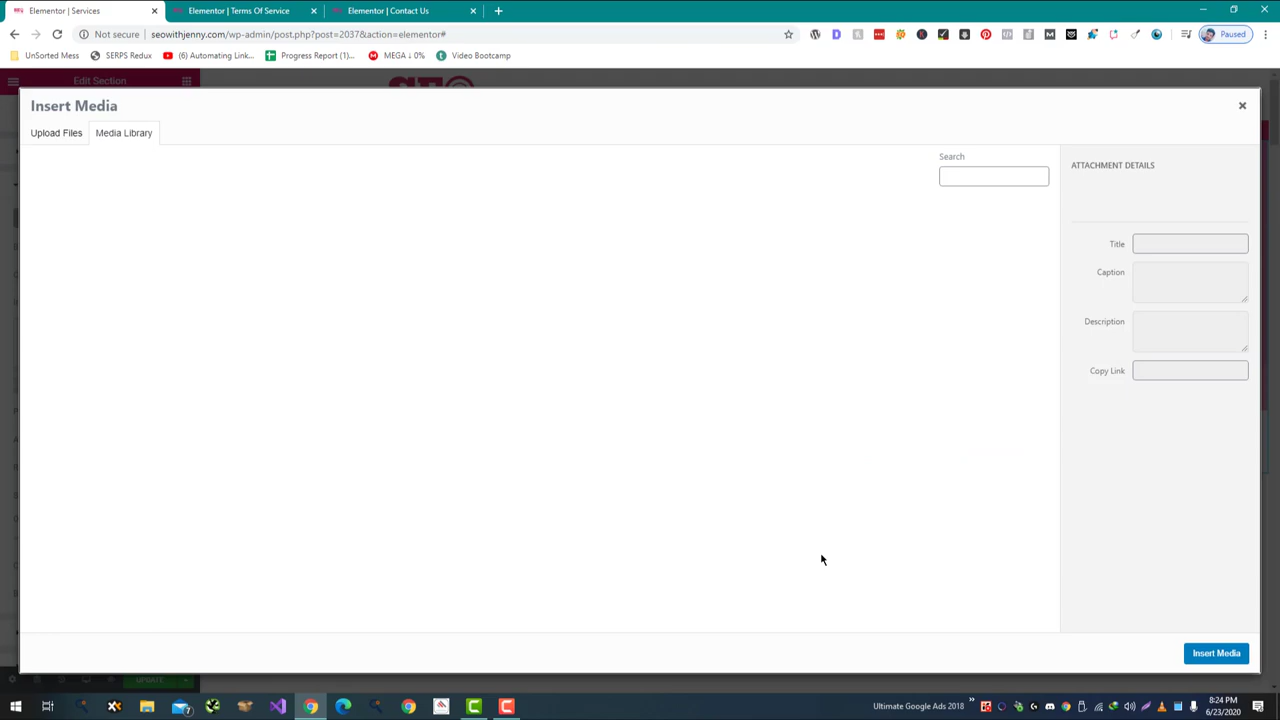 Elementor | Services
Elementor | Terms Of Service
Elementor | Contact Us
Not secure
seowithjenny.com/wp-admin/post.php?post=2037&action=elementor#
Paused
UnSorted Mess
SERPS Redux
(6) Automating Link...
Progress Report (1)...
MEGA ↓ 0%
Video Bootcamp
Edit Section
Insert Media
Upload Files
Media Library
Search
ATTACHMENT DETAILS
Title
Caption
Description
Copy Link
Insert Media
UPDATE
Ultimate Google Ads 2018
8:24 PM
6/23/2020